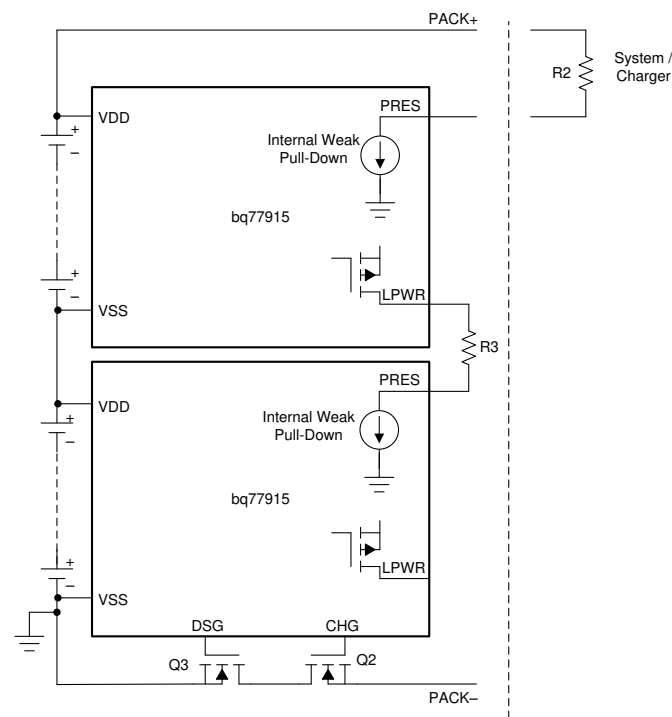 PACK+
R2
System /
Charger
VDD
PRES
+
–
Internal Weak
Pull-Down
bq77915
+
–
VSS
LPWR
R3
VDD
PRES
+
–
Internal Weak
Pull-Down
bq77915
+
–
VSS
LPWR
DSG
CHG
Q3
Q2
PACK–